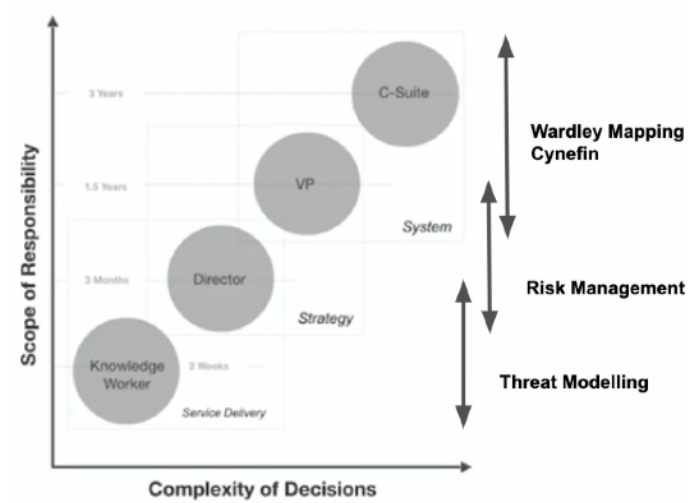 C-Suite
3 Years
Wardley Mapping
Cynefin
VP
1.5 Years
System
Director
3 Months
Risk Management
Strategy
Knowledge
Worker
2 Weeks
Threat Modelling
Service Delivery
Scope of Responsibility
Complexity of Decisions